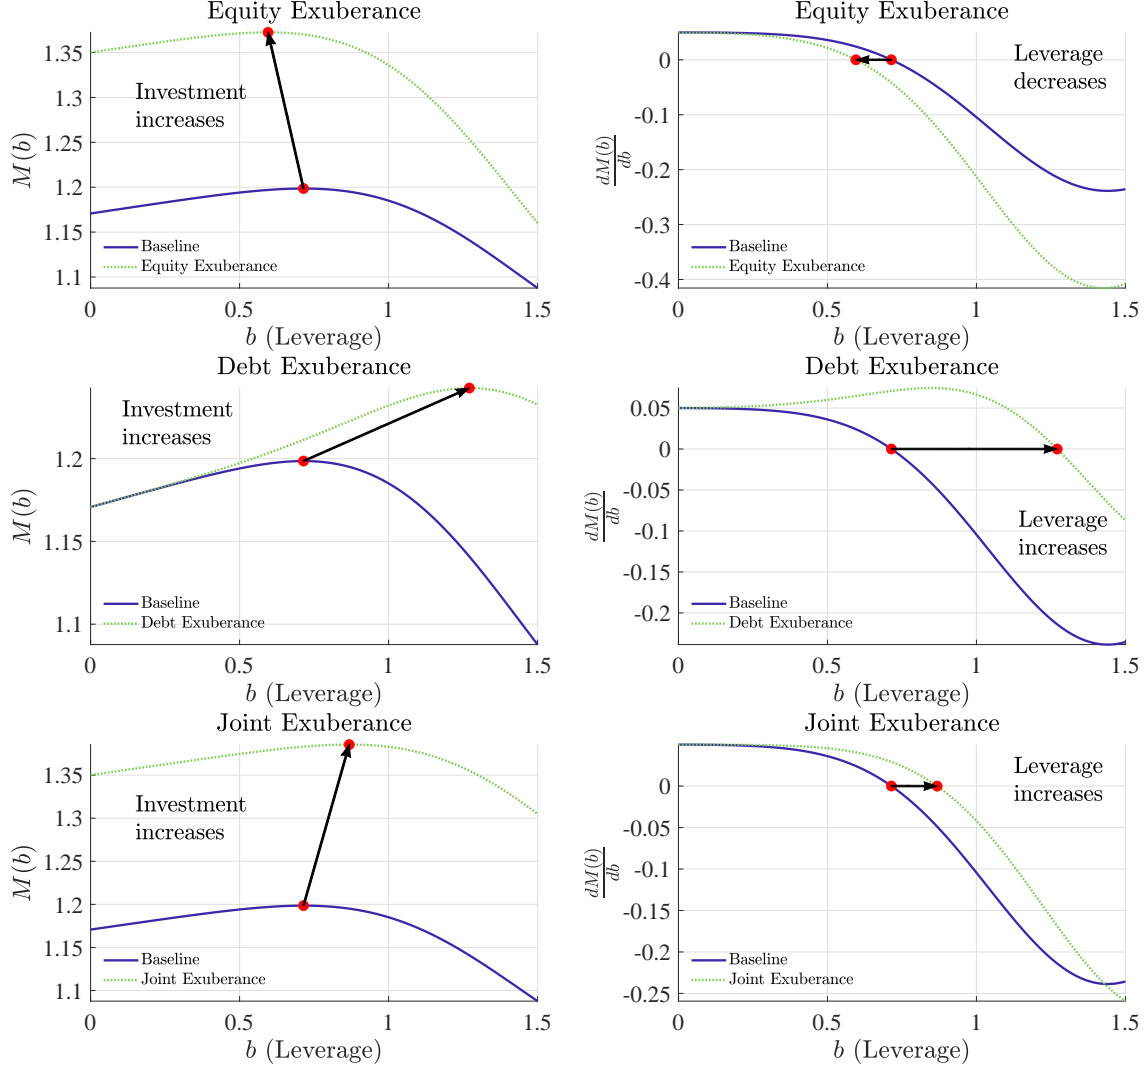 Equity Exuberance
1.35
1.3
1.25
1.2
1.15
1.1
M(b)
Investment
increases
Baseline
Equity Exuberance
0 0.5 1 1.5
b (Leverage)
Equity Exuberance
0
-0.1
-0.2
-0.3
-0.4
dM(b)
db
Leverage
decreases
Baseline
Equity Exuberance
0 0.5 1 1.5
b (Leverage)
Debt Exuberance
1.2
1.15
1.1
M(b)
Investment
increases
Baseline
Debt Exuberance
0 0.5 1 1.5
b (Leverage)
Debt Exuberance
0.05
0
-0.05
-0.1
-0.15
-0.2
dM(b)
db
Leverage
increases
Baseline
Debt Exuberance
0 0.5 1 1.5
b (Leverage)
Joint Exuberance
1.35
1.3
1.25
1.2
1.15
1.1
M(b)
Investment
increases
Baseline
Joint Exuberance
0 0.5 1 1.5
b (Leverage)
Joint Exuberance
0
-0.05
-0.1
-0.15
-0.2
-0.25
dM(b)
db
Leverage
increases
Baseline
Joint Exuberance
0 0.5 1 1.5
b (Leverage)